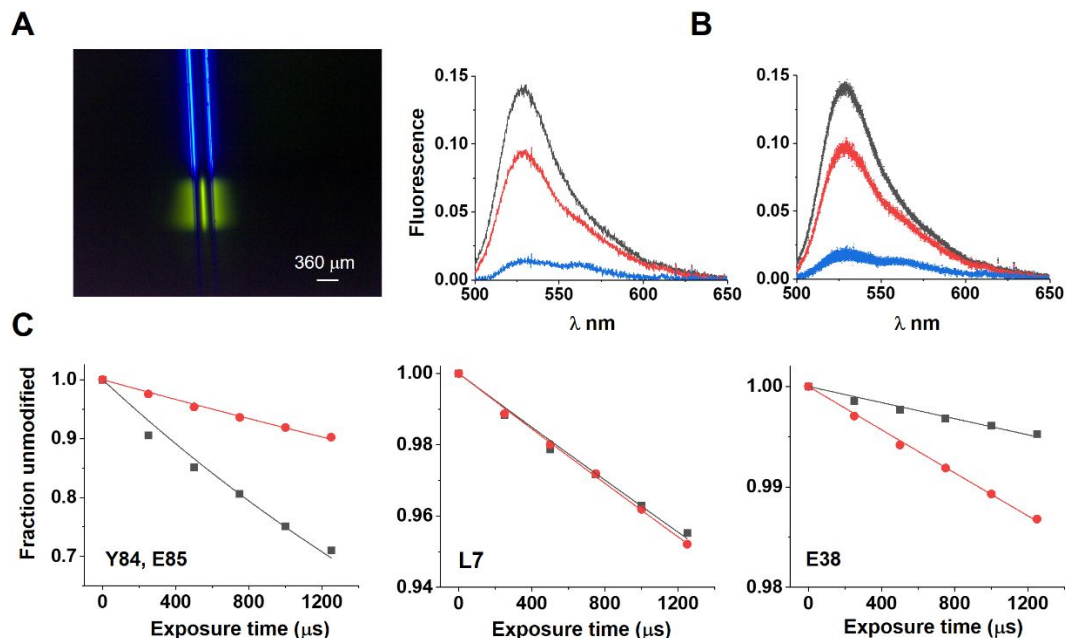 A
B
360 μm
Fluorescence
0.15
0.10
0.05
0.00
500
550
600
650
λ nm
0.15
0.10
0.05
0.00
500
550
600
650
λ nm
C
Fraction unmodified
1.0
0.9
0.8
0.7
Y84, E85
0
400
800
1200
Exposure time (μs)
1.00
0.98
0.96
0.94
L7
0
400
800
1200
Exposure time (μs)
1.00
0.99
0.98
E38
0
400
800
1200
Exposure time (μs)